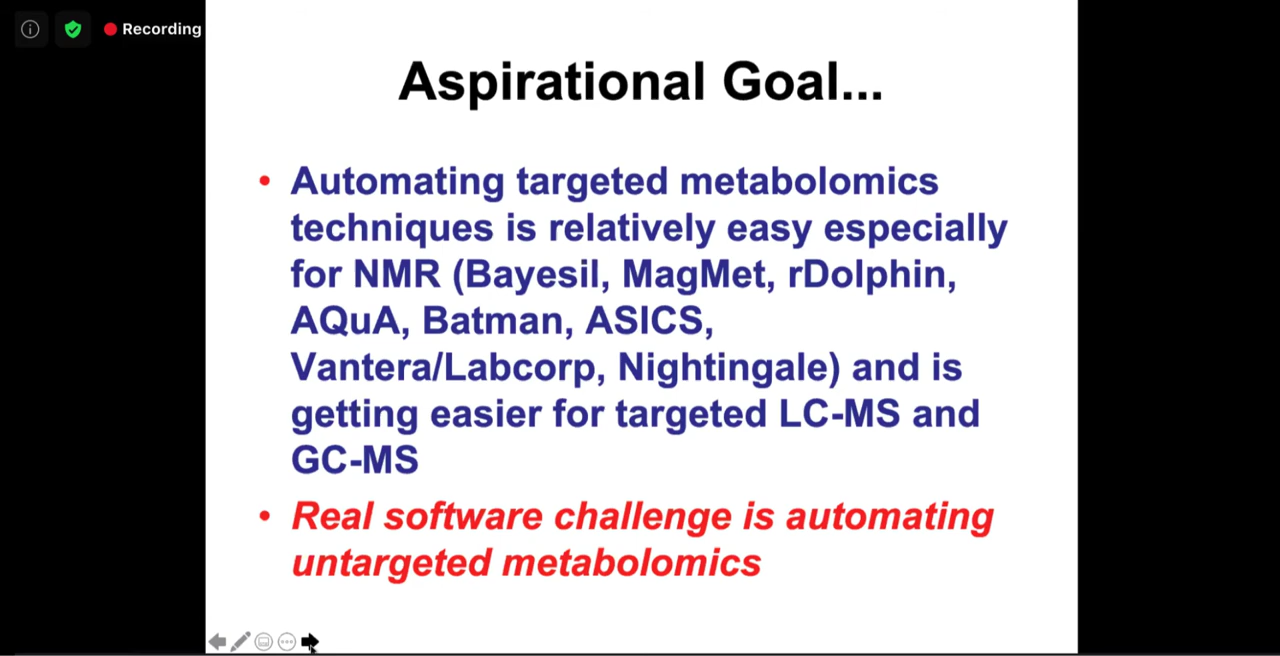 Recording
Aspirational Goal...
• Automating targeted metabolomics
techniques is relatively easy especially
for NMR (Bayesil, MagMet, rDolphin,
AQuA, Batman, ASICS,
Vantera/Labcorp, Nightingale) and is
getting easier for targeted LC-MS and
GC-MS
• Real software challenge is automating
untargeted metabolomics